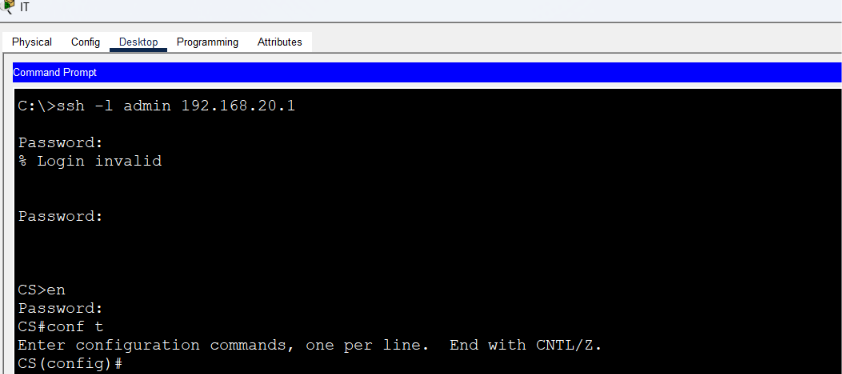 IT
Physical Config Desktop Programming Attributes
Command Prompt
C:\>ssh -l admin 192.168.20.1
Password:
% Login invalid
Password:
CS>en
Password:
CS#conf t
Enter configuration commands, one per line.  End with CNTL/Z.
CS(config)#